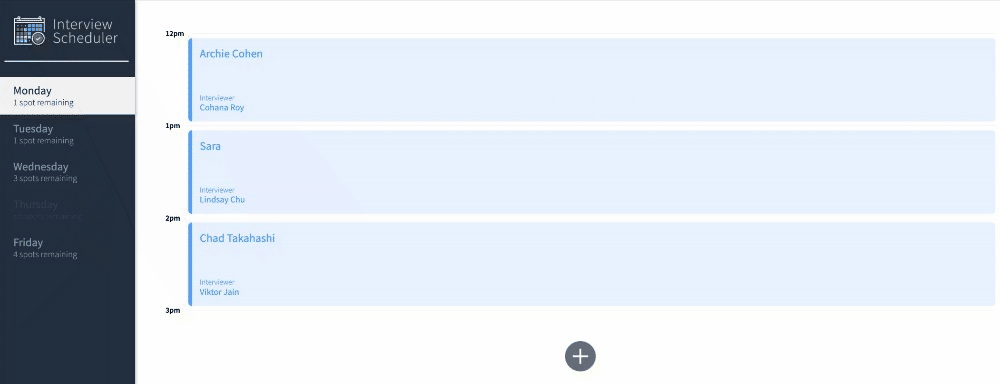 Interview
Scheduler
Monday
1 spot remaining
Tuesday
1 spot remaining
Wednesday
3 spots remaining
Thursday
Friday
4 spots remaining
12pm
Archie Cohen
Interviewer
Cohana Roy
1pm
Sara
Interviewer
Lindsay Chu
2pm
Chad Takahashi
Interviewer
Viktor Jain
3pm